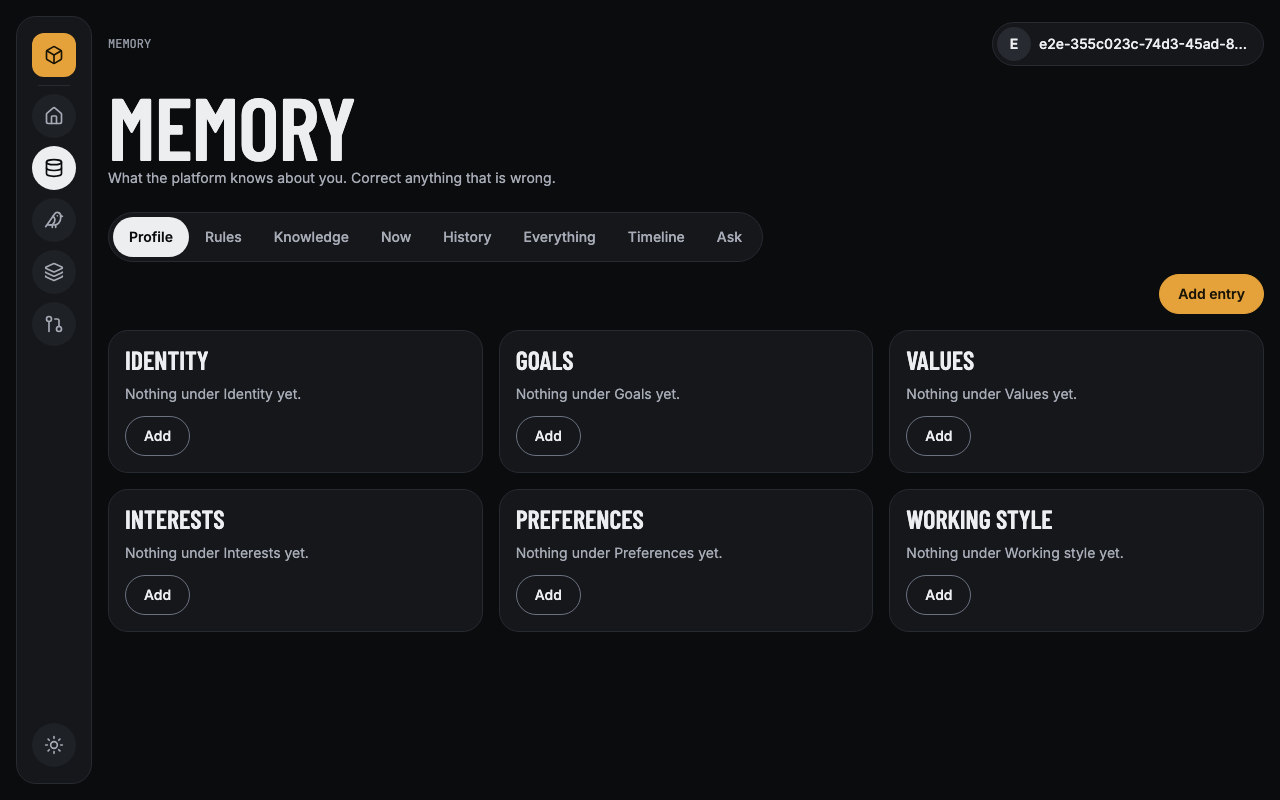 MEMORY
E e2e-355c023c-74d3-45ad-8...
MEMORY
What the platform knows about you. Correct anything that is wrong.
Profile Rules Knowledge Now History Everything Timeline Ask
Add entry
IDENTITY
Nothing under Identity yet.
Add
GOALS
Nothing under Goals yet.
Add
VALUES
Nothing under Values yet.
Add
INTERESTS
Nothing under Interests yet.
Add
PREFERENCES
Nothing under Preferences yet.
Add
WORKING STYLE
Nothing under Working style yet.
Add